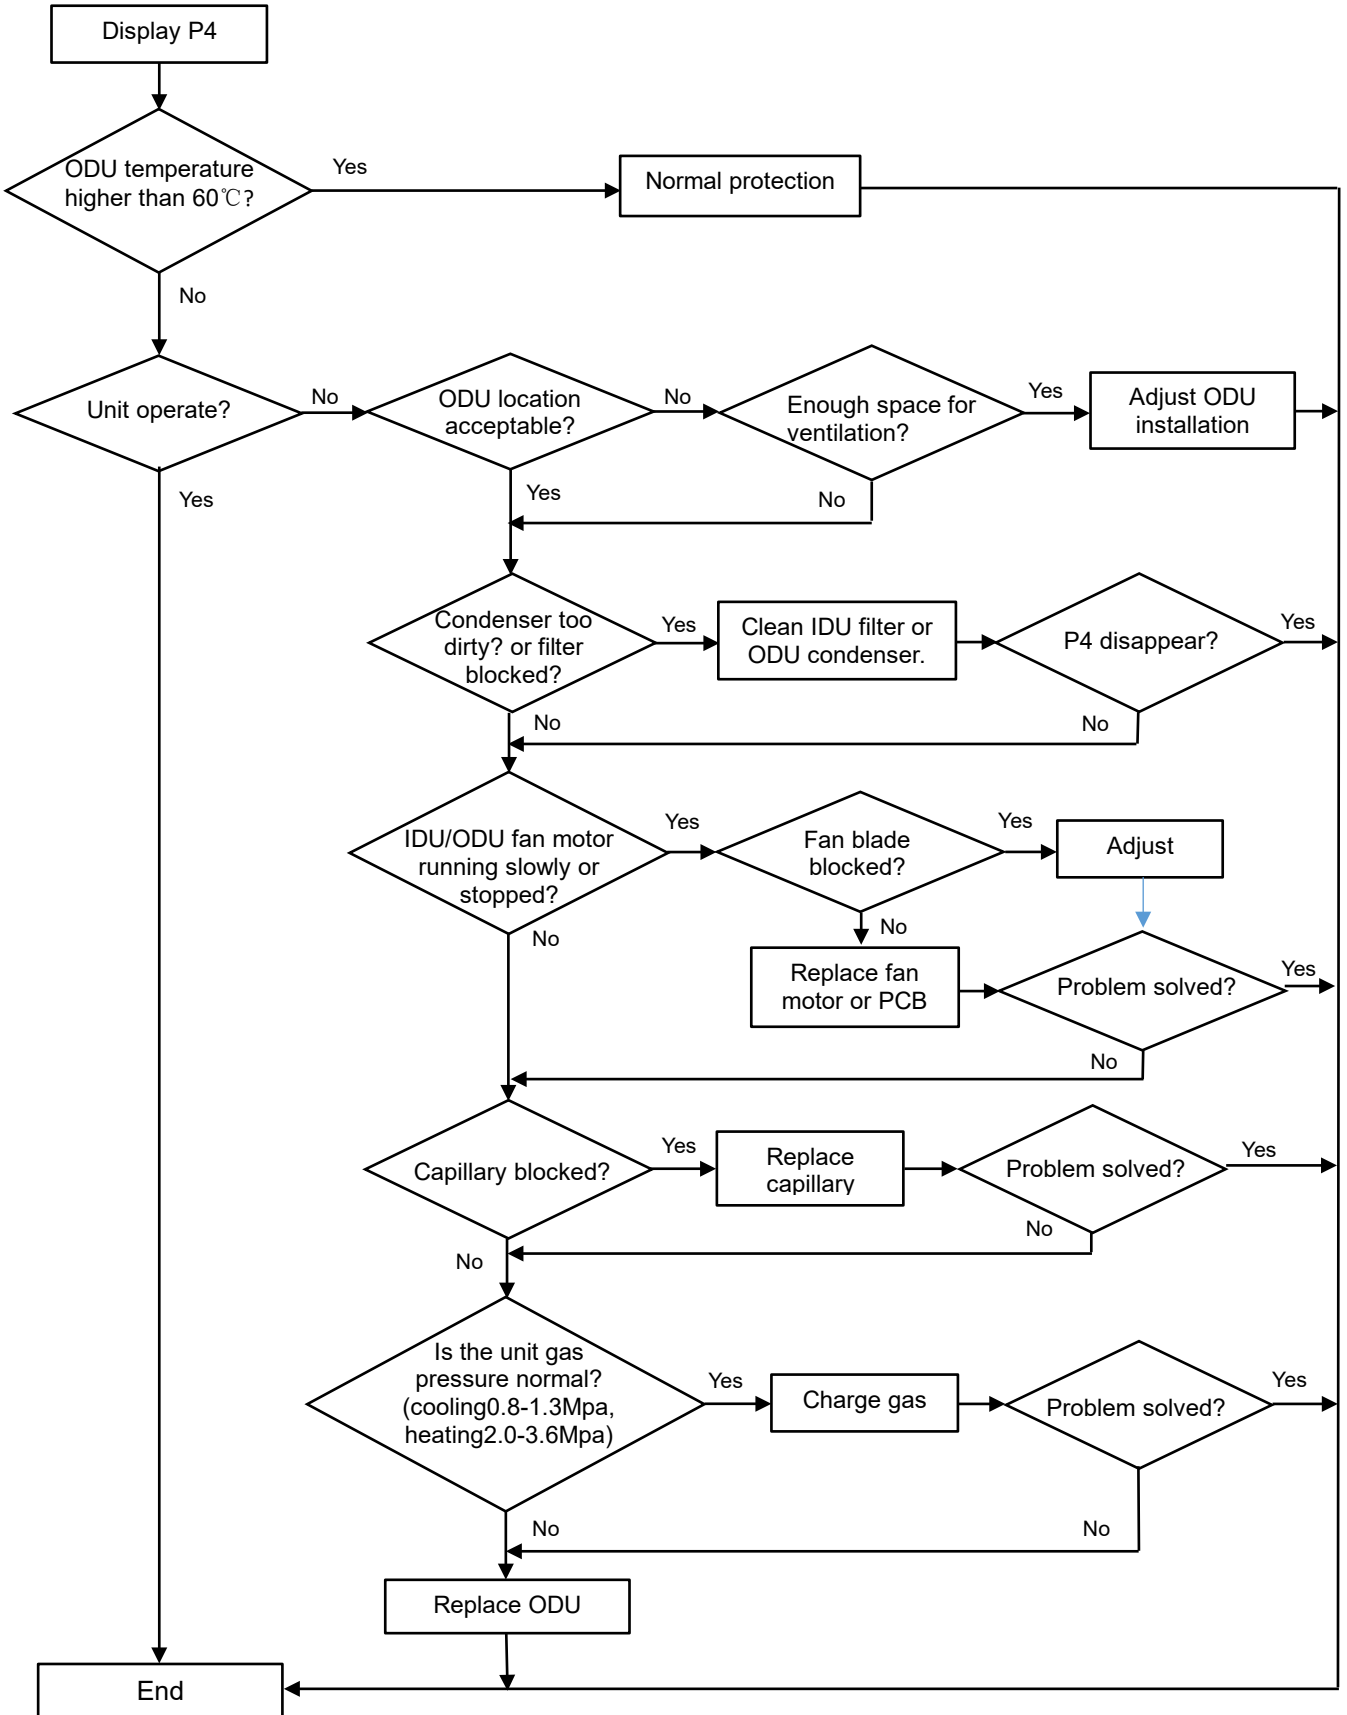 Display P4
ODU temperature
higher than 60℃?
Yes
Normal protection
No
Unit operate?
No
ODU location
acceptable?
No
Enough space for
ventilation?
Yes
Adjust ODU
installation
Yes
Yes
No
Condenser too
dirty? or filter
blocked?
Yes
Clean IDU filter or
ODU condenser.
P4 disappear?
Yes
No
No
IDU/ODU fan motor
running slowly or
stopped?
Yes
Fan blade
blocked?
Yes
Adjust
No
No
Replace fan
motor or PCB
Problem solved?
Yes
No
Capillary blocked?
Yes
Replace
capillary
Problem solved?
Yes
No
No
Is the unit gas
pressure normal?
(cooling0.8-1.3Mpa,
heating2.0-3.6Mpa)
Yes
Charge gas
Problem solved?
Yes
No
No
Replace ODU
End